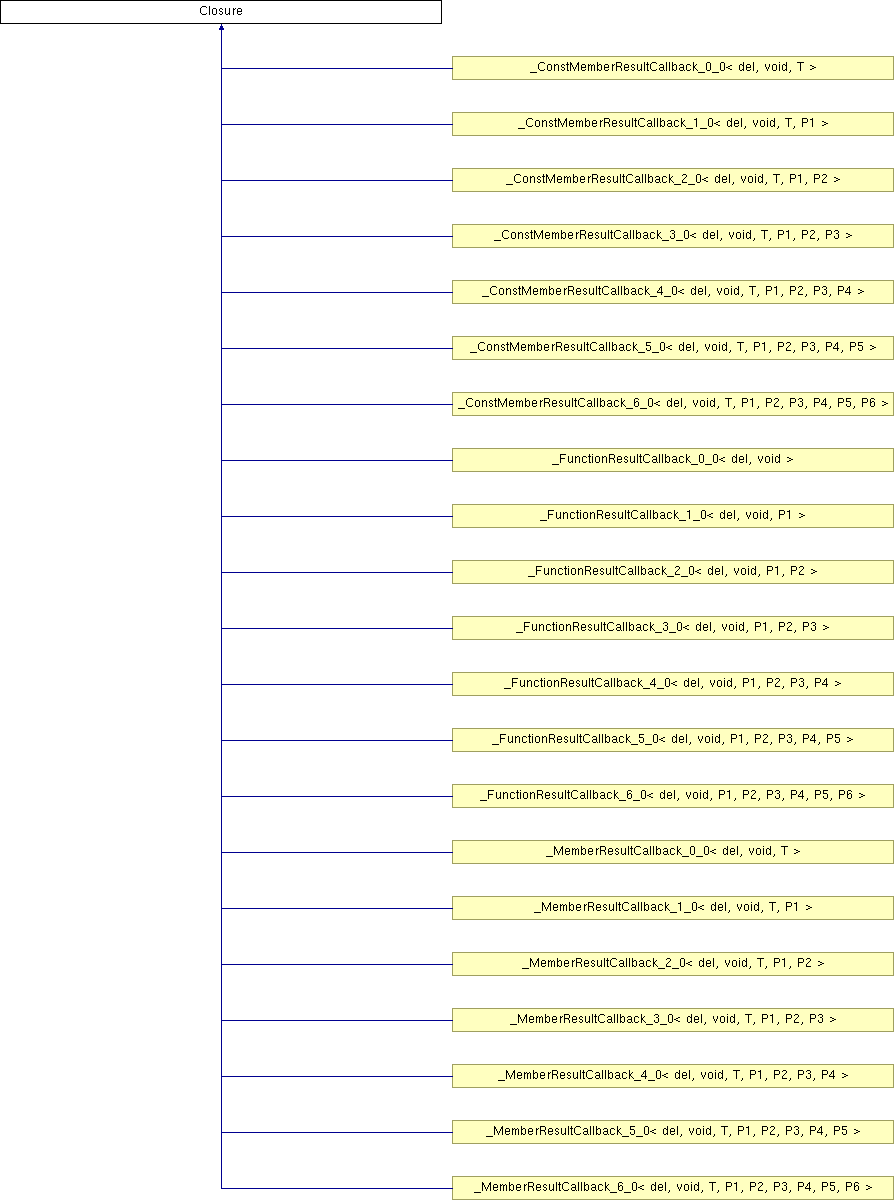 Closure
_ConstMemberResultCallback_0_0< del, void, T >
_ConstMemberResultCallback_1_0< del, void, T, P1 >
_ConstMemberResultCallback_2_0< del, void, T, P1, P2 >
_ConstMemberResultCallback_3_0< del, void, T, P1, P2, P3 >
_ConstMemberResultCallback_4_0< del, void, T, P1, P2, P3, P4 >
_ConstMemberResultCallback_5_0< del, void, T, P1, P2, P3, P4, P5 >
_ConstMemberResultCallback_6_0< del, void, T, P1, P2, P3, P4, P5, P6 >
_FunctionResultCallback_0_0< del, void >
_FunctionResultCallback_1_0< del, void, P1 >
_FunctionResultCallback_2_0< del, void, P1, P2 >
_FunctionResultCallback_3_0< del, void, P1, P2, P3 >
_FunctionResultCallback_4_0< del, void, P1, P2, P3, P4 >
_FunctionResultCallback_5_0< del, void, P1, P2, P3, P4, P5 >
_FunctionResultCallback_6_0< del, void, P1, P2, P3, P4, P5, P6 >
_MemberResultCallback_0_0< del, void, T >
_MemberResultCallback_1_0< del, void, T, P1 >
_MemberResultCallback_2_0< del, void, T, P1, P2 >
_MemberResultCallback_3_0< del, void, T, P1, P2, P3 >
_MemberResultCallback_4_0< del, void, T, P1, P2, P3, P4 >
_MemberResultCallback_5_0< del, void, T, P1, P2, P3, P4, P5 >
_MemberResultCallback_6_0< del, void, T, P1, P2, P3, P4, P5, P6 >